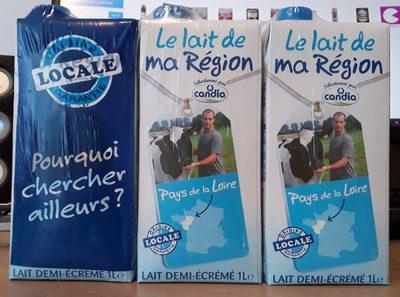 ORIGINE
LOCALE
GARANTIE
Pourquoi
chercher
ailleurs?
LAIT DEMI-ÉCRÉMÉ 1L e
Le lait de
ma Région
Sélectionné par
candia
Pays de la Loire
ORIGINE
LOCALE
GARANTIE
LAIT DEMI-ÉCRÉMÉ 1L e
Le lait de
ma Région
Sélectionné par
candia
Pays de la Loire
ORIGINE
LOCALE
GARANTIE
LAIT DEMI-ÉCRÉMÉ 1L e